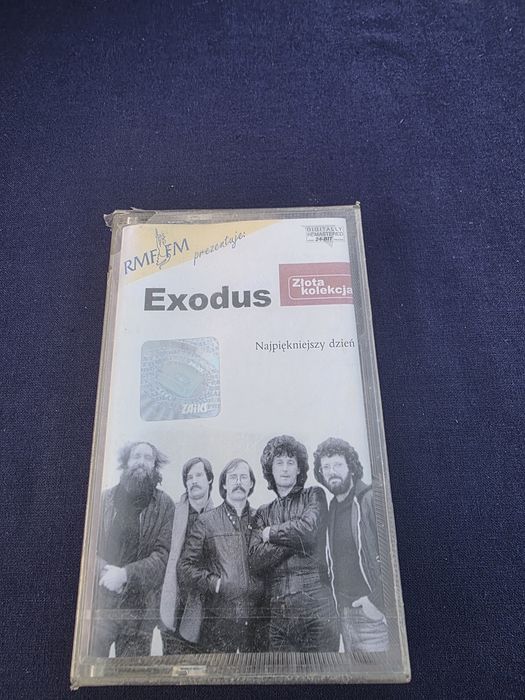 RMF FM prezentuje:
DIGITALLY
REMASTERED
24-BIT
Exodus
Złota
kolekcja
Najpiękniejszy dzień
ZAiKS